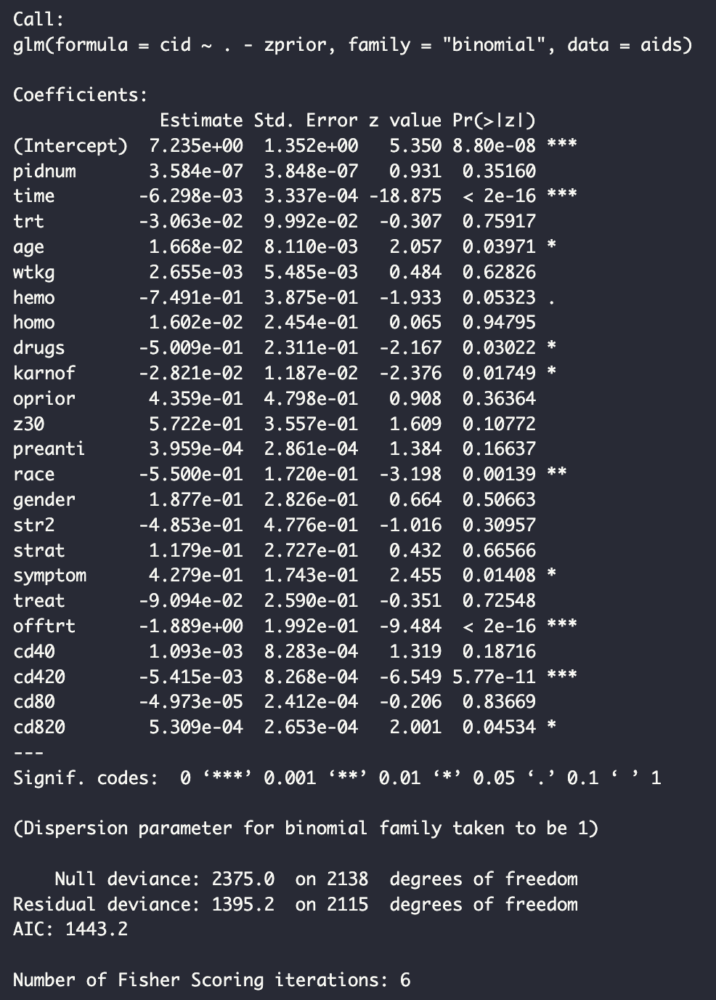 Call:
glm(formula = cid ~ . - zprior, family = "binomial", data = aids)
Coefficients:
Estimate Std. Error z value Pr(>|z|)
(Intercept) 7.235e+00 1.352e+00 5.350 8.80e-08 ***
pidnum 3.584e-07 3.848e-07 0.931 0.35160
time -6.298e-03 3.337e-04 -18.875 < 2e-16 ***
trt -3.063e-02 9.992e-02 -0.307 0.75917
age 1.668e-02 8.110e-03 2.057 0.03971 *
wtkg 2.655e-03 5.485e-03 0.484 0.62826
hemo -7.491e-01 3.875e-01 -1.933 0.05323 .
homo 1.602e-02 2.454e-01 0.065 0.94795
drugs -5.009e-01 2.311e-01 -2.167 0.03022 *
karnof -2.821e-02 1.187e-02 -2.376 0.01749 *
oprior 4.359e-01 4.798e-01 0.908 0.36364
z30 5.722e-01 3.557e-01 1.609 0.10772
preanti 3.959e-04 2.861e-04 1.384 0.16637
race -5.500e-01 1.720e-01 -3.198 0.00139 **
gender 1.877e-01 2.826e-01 0.664 0.50663
str2 -4.853e-01 4.776e-01 -1.016 0.30957
strat 1.179e-01 2.727e-01 0.432 0.66566
symptom 4.279e-01 1.743e-01 2.455 0.01408 *
treat -9.094e-02 2.590e-01 -0.351 0.72548
offtrt -1.889e+00 1.992e-01 -9.484 < 2e-16 ***
cd40 1.093e-03 8.283e-04 1.319 0.18716
cd420 -5.415e-03 8.268e-04 -6.549 5.77e-11 ***
cd80 -4.973e-05 2.412e-04 -0.206 0.83669
cd820 5.309e-04 2.653e-04 2.001 0.04534 *
---
Signif. codes: 0 ‘***’ 0.001 ‘**’ 0.01 ‘*’ 0.05 ‘.’ 0.1 ‘ ’ 1
(Dispersion parameter for binomial family taken to be 1)
Null deviance: 2375.0 on 2138 degrees of freedom
Residual deviance: 1395.2 on 2115 degrees of freedom
AIC: 1443.2
Number of Fisher Scoring iterations: 6